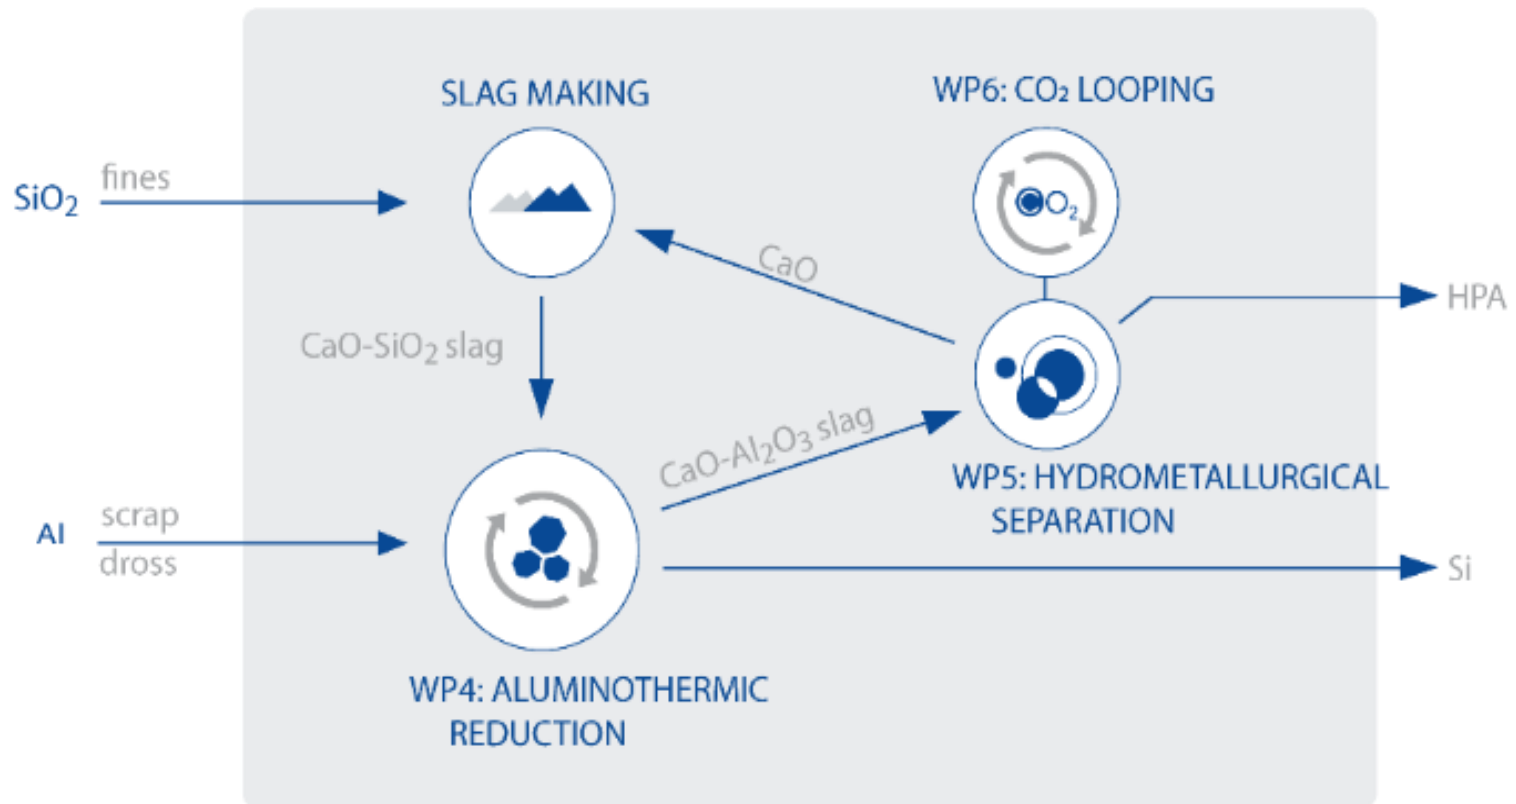 SLAG MAKING
WP6: CO₂ LOOPING
fines
SiO₂
CO₂
CaO
HPA
CaO-SiO₂ slag
CaO-Al₂O₃ slag
WP5: HYDROMETALLURGICAL
SEPARATION
scrap
Al
dross
Si
WP4: ALUMINOTHERMIC
REDUCTION